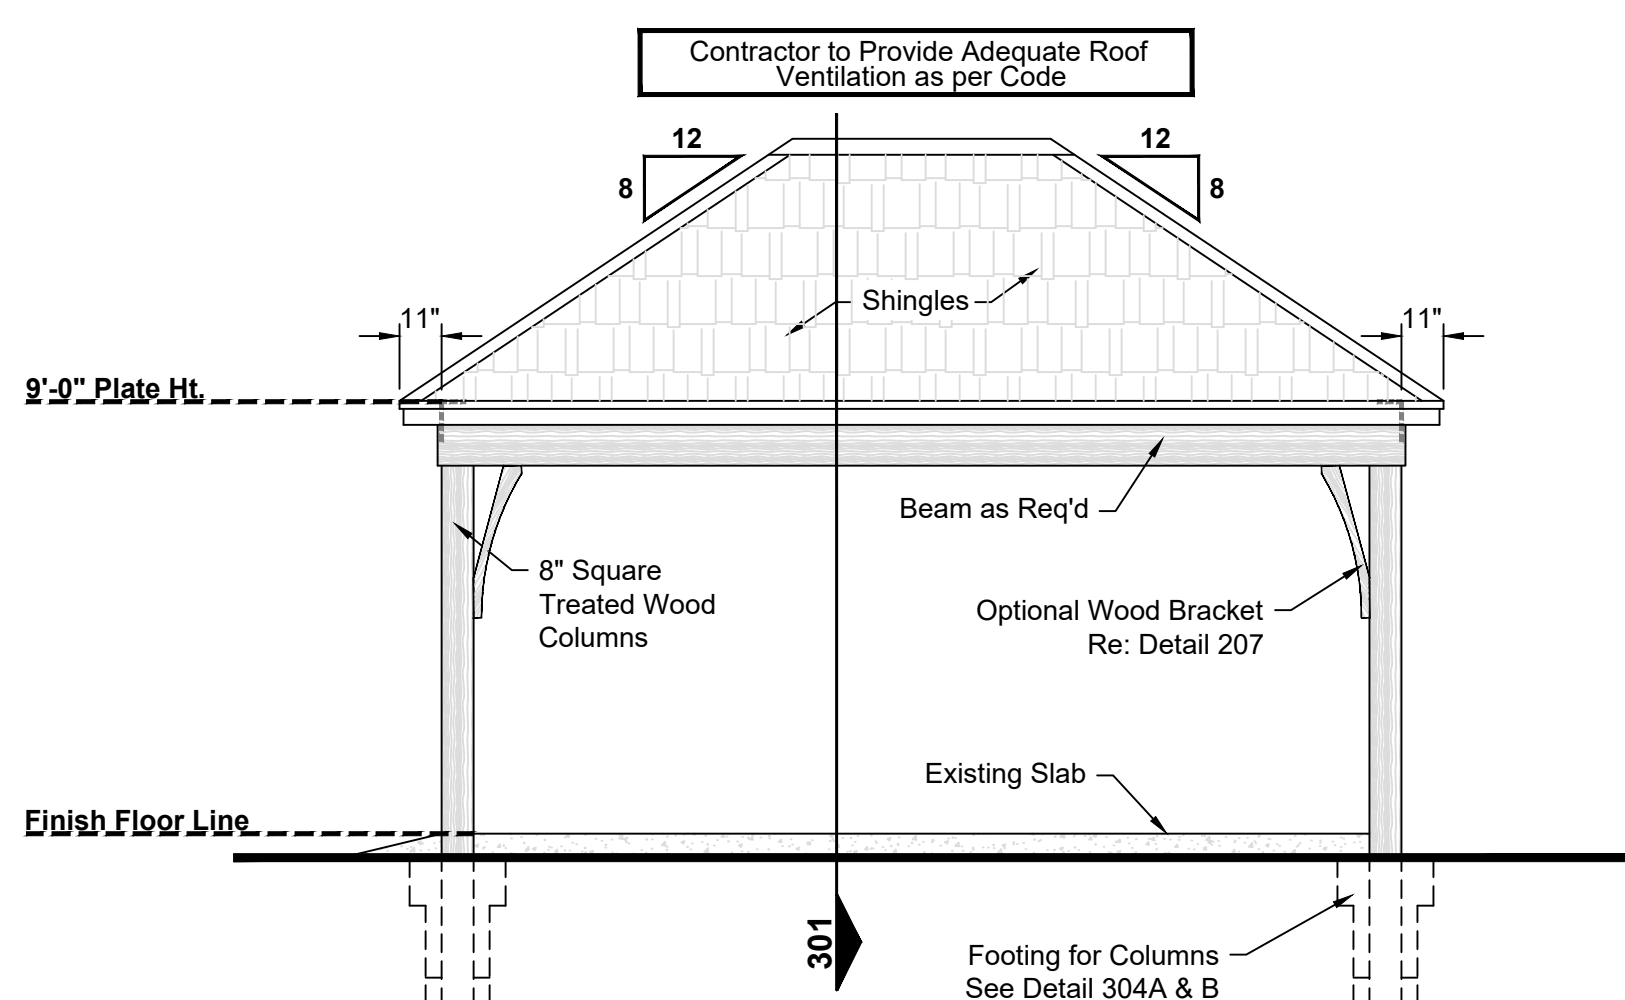 Contractor to Provide Adequate Roof
Ventilation as per Code
12
12
8
8
Shingles
11"
11"
9'-0" Plate Ht.
Beam as Req'd
8" Square
Treated Wood
Columns
Optional Wood Bracket
Re: Detail 207
Existing Slab
Finish Floor Line
301
Footing for Columns
See Detail 304A & B